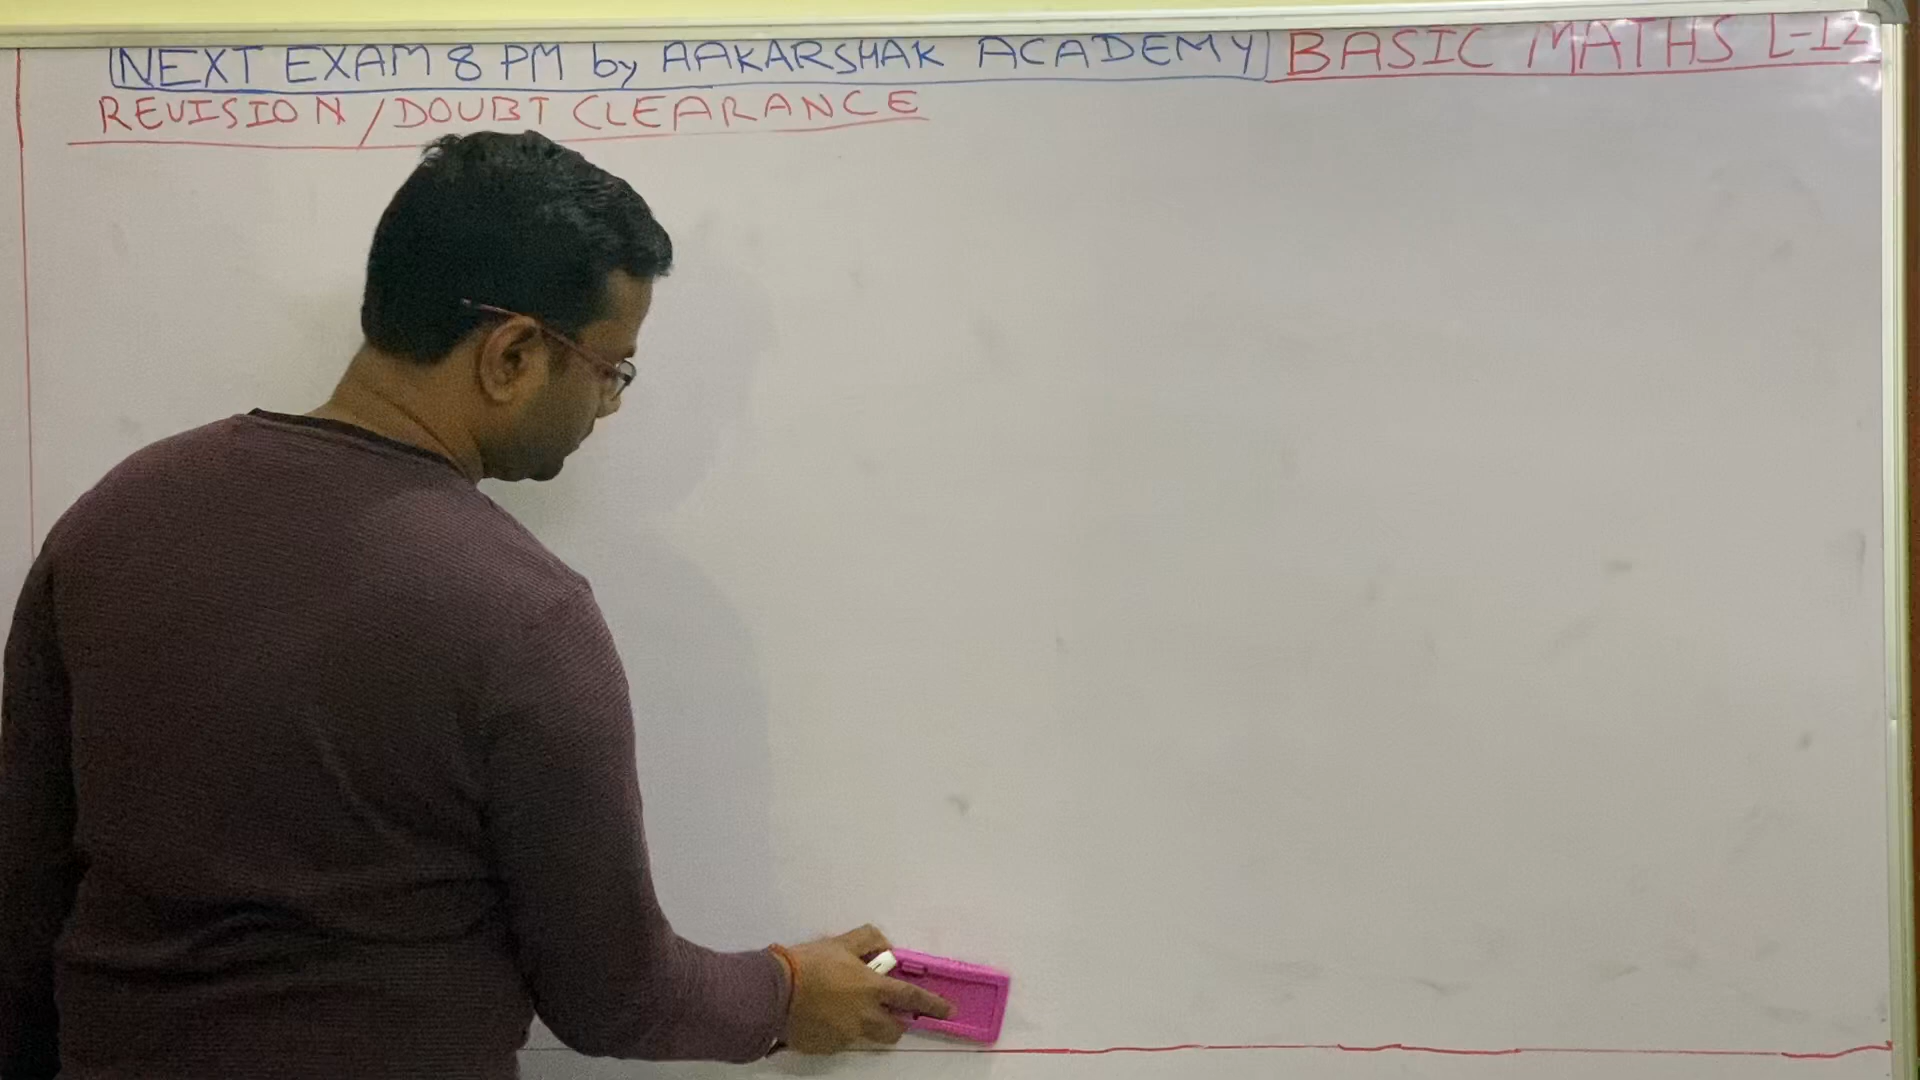 NEXT EXAM 8 PM by AAKARSHAK ACADEMY BASIC MATHS L-12
REVISION / DOUBT CLEARANCE